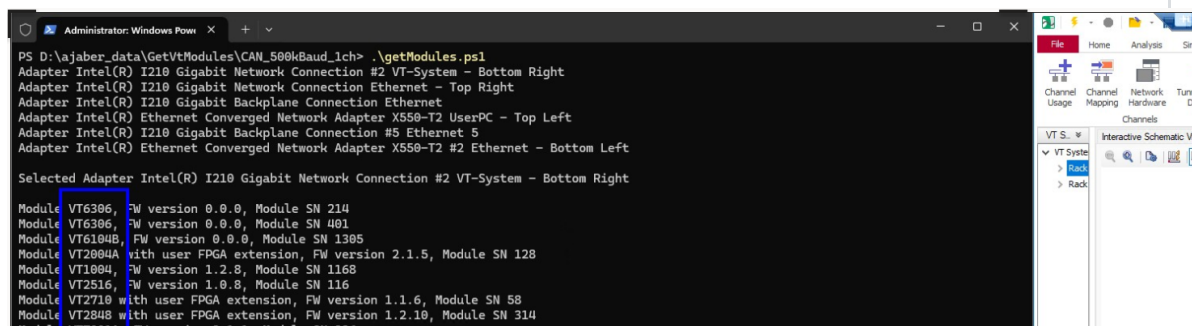 Administrator: Windows Powe
PS D:\ajaber_data\GetVtModules\CAN_500kBaud_1ch> .\getModules.ps1
Adapter Intel(R) I210 Gigabit Network Connection #2 VT-System - Bottom Right
Adapter Intel(R) I210 Gigabit Network Connection Ethernet - Top Right
Adapter Intel(R) I210 Gigabit Backplane Connection Ethernet
Adapter Intel(R) Ethernet Converged Network Adapter X550-T2 UserPC - Top Left
Adapter Intel(R) I210 Gigabit Backplane Connection #5 Ethernet 5
Adapter Intel(R) Ethernet Converged Network Adapter X550-T2 #2 Ethernet - Bottom Left
Selected Adapter Intel(R) I210 Gigabit Network Connection #2 VT-System - Bottom Right
Module VT6306, FW version 0.0.0, Module SN 214
Module VT6306, FW version 0.0.0, Module SN 401
Module VT6104B, FW version 0.0.0, Module SN 1305
Module VT2004A with user FPGA extension, FW version 2.1.5, Module SN 128
Module VT1004, FW version 1.2.8, Module SN 1168
Module VT2516, FW version 1.0.8, Module SN 116
Module VT2710 with user FPGA extension, FW version 1.1.6, Module SN 58
Module VT2848 with user FPGA extension, FW version 1.2.10, Module SN 314
File Home Analysis Si
Channel Usage
Channel Mapping
Network Hardware
Tun
Channels
VT S..
Interactive Schematic V
VT Syste
Rack
Rack